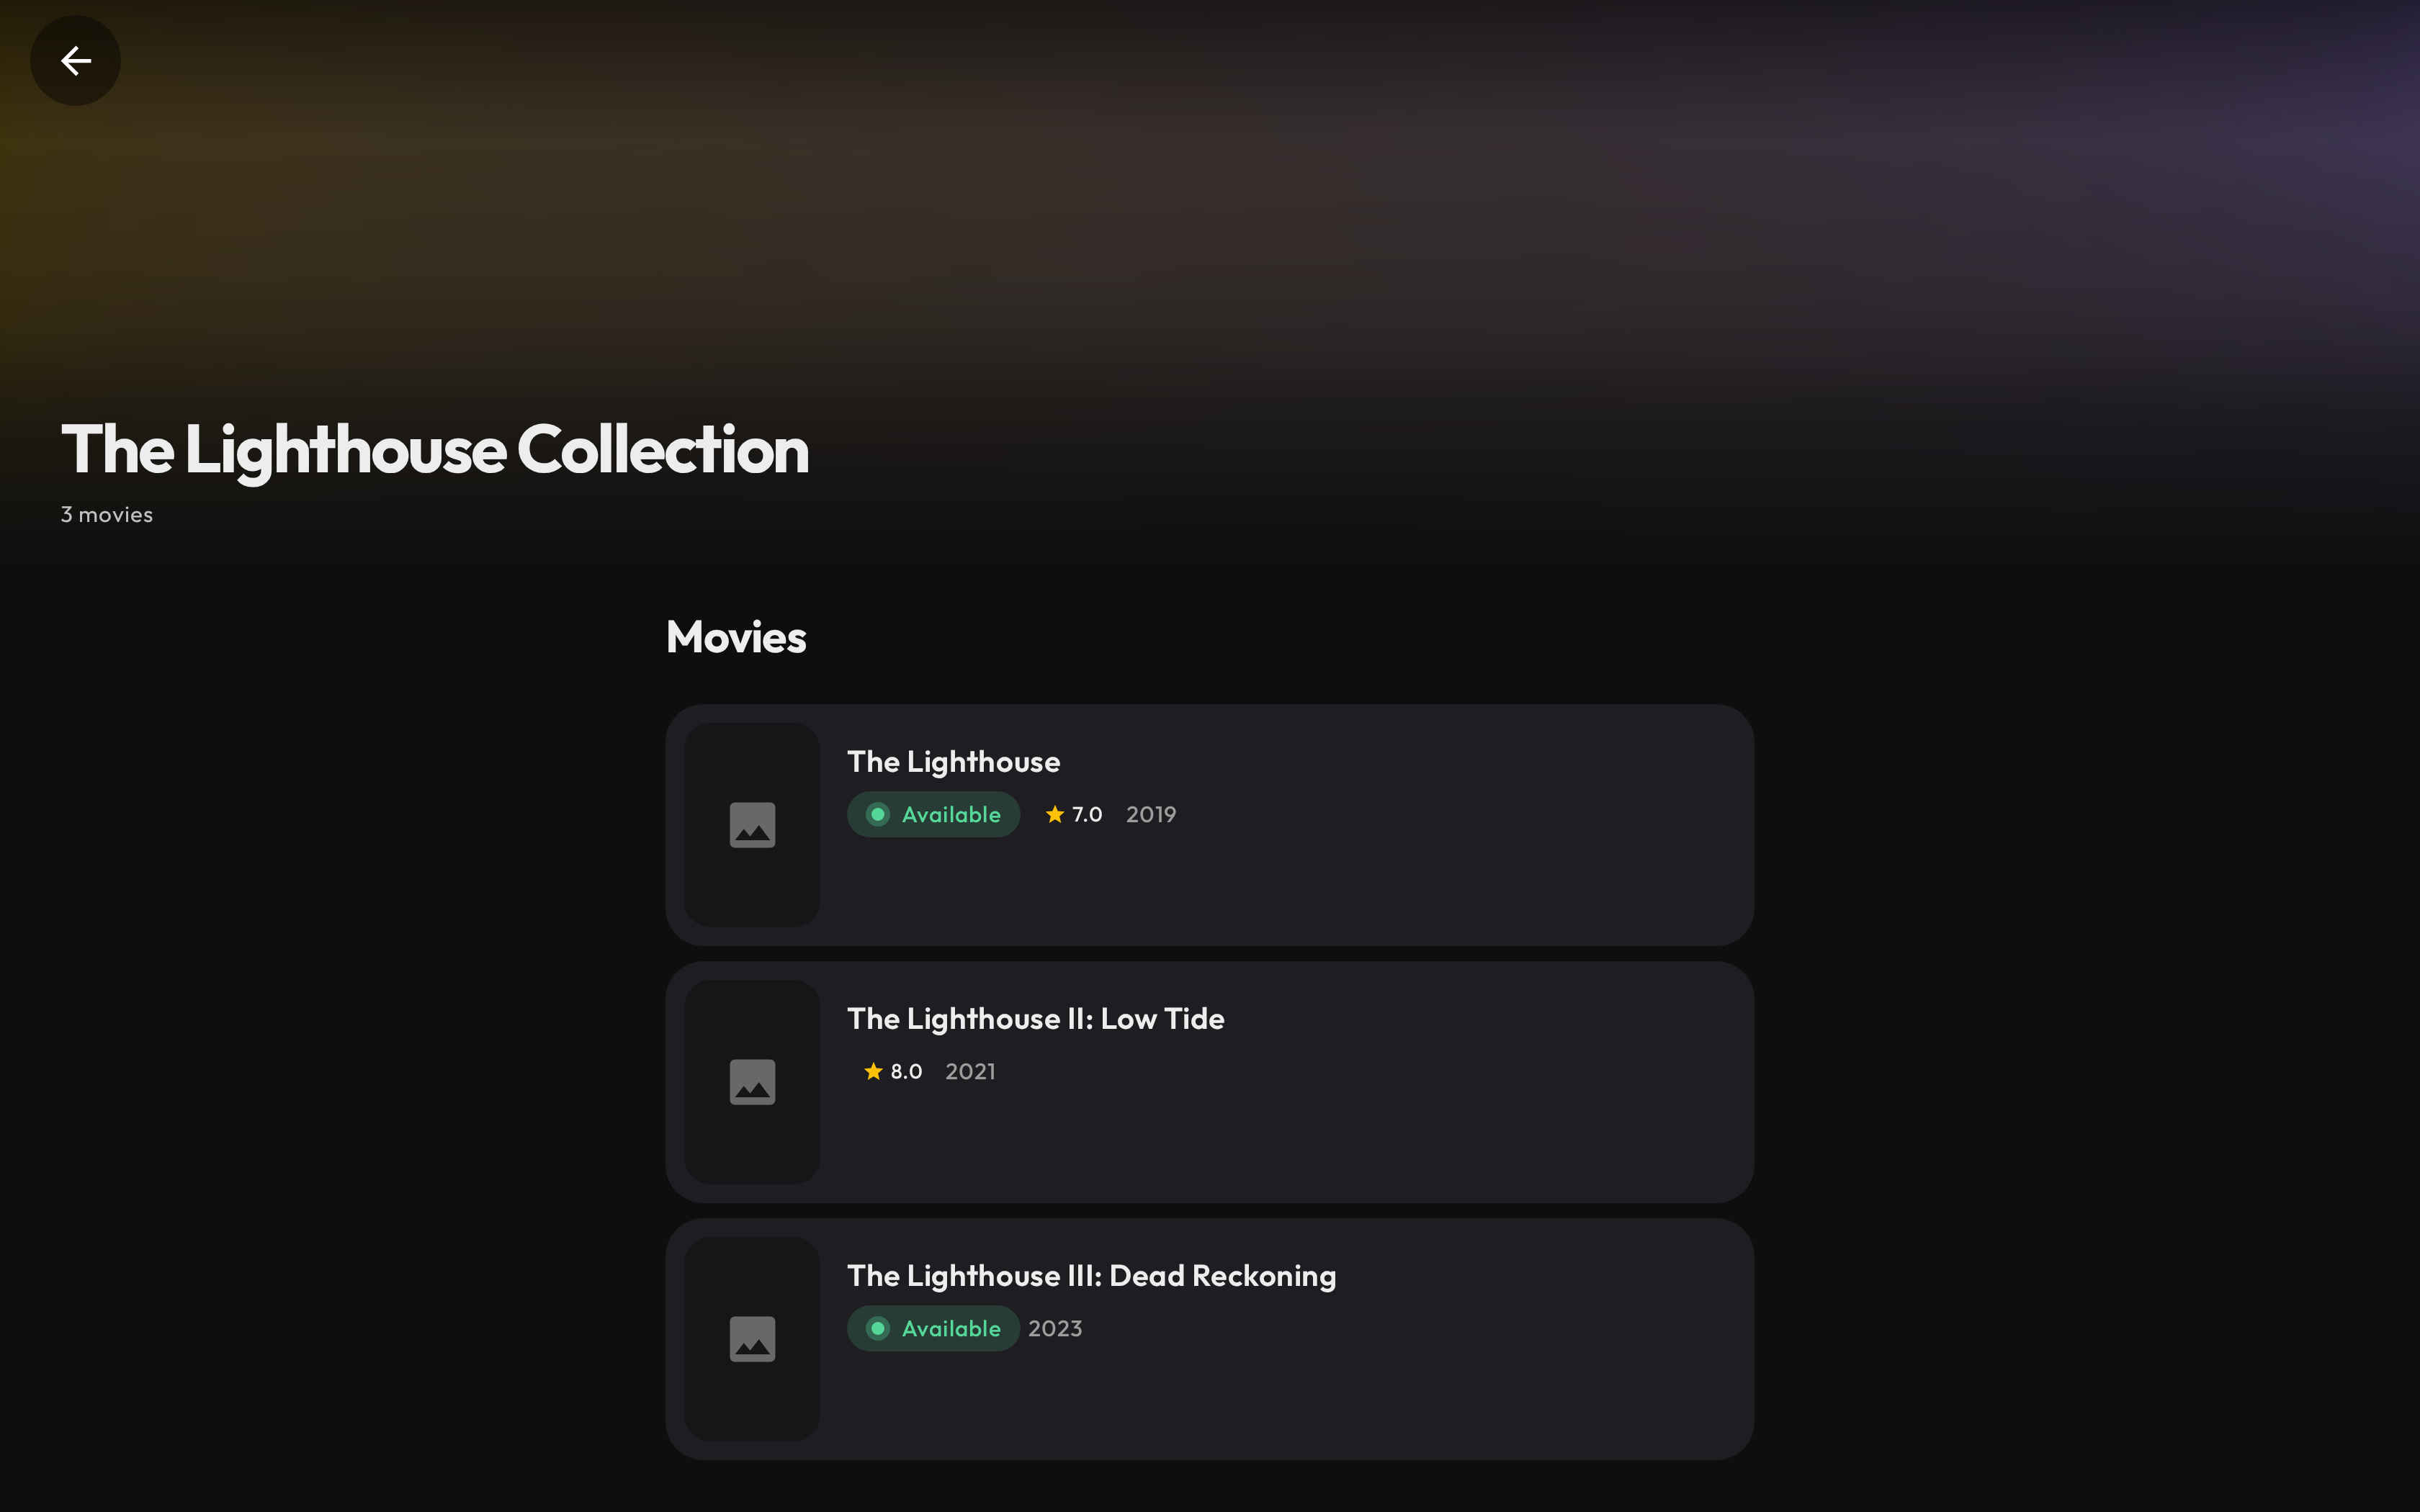 The Lighthouse Collection
3 movies
Movies
The Lighthouse
Available 7.0 2019
The Lighthouse II: Low Tide
8.0 2021
The Lighthouse III: Dead Reckoning
Available 2023